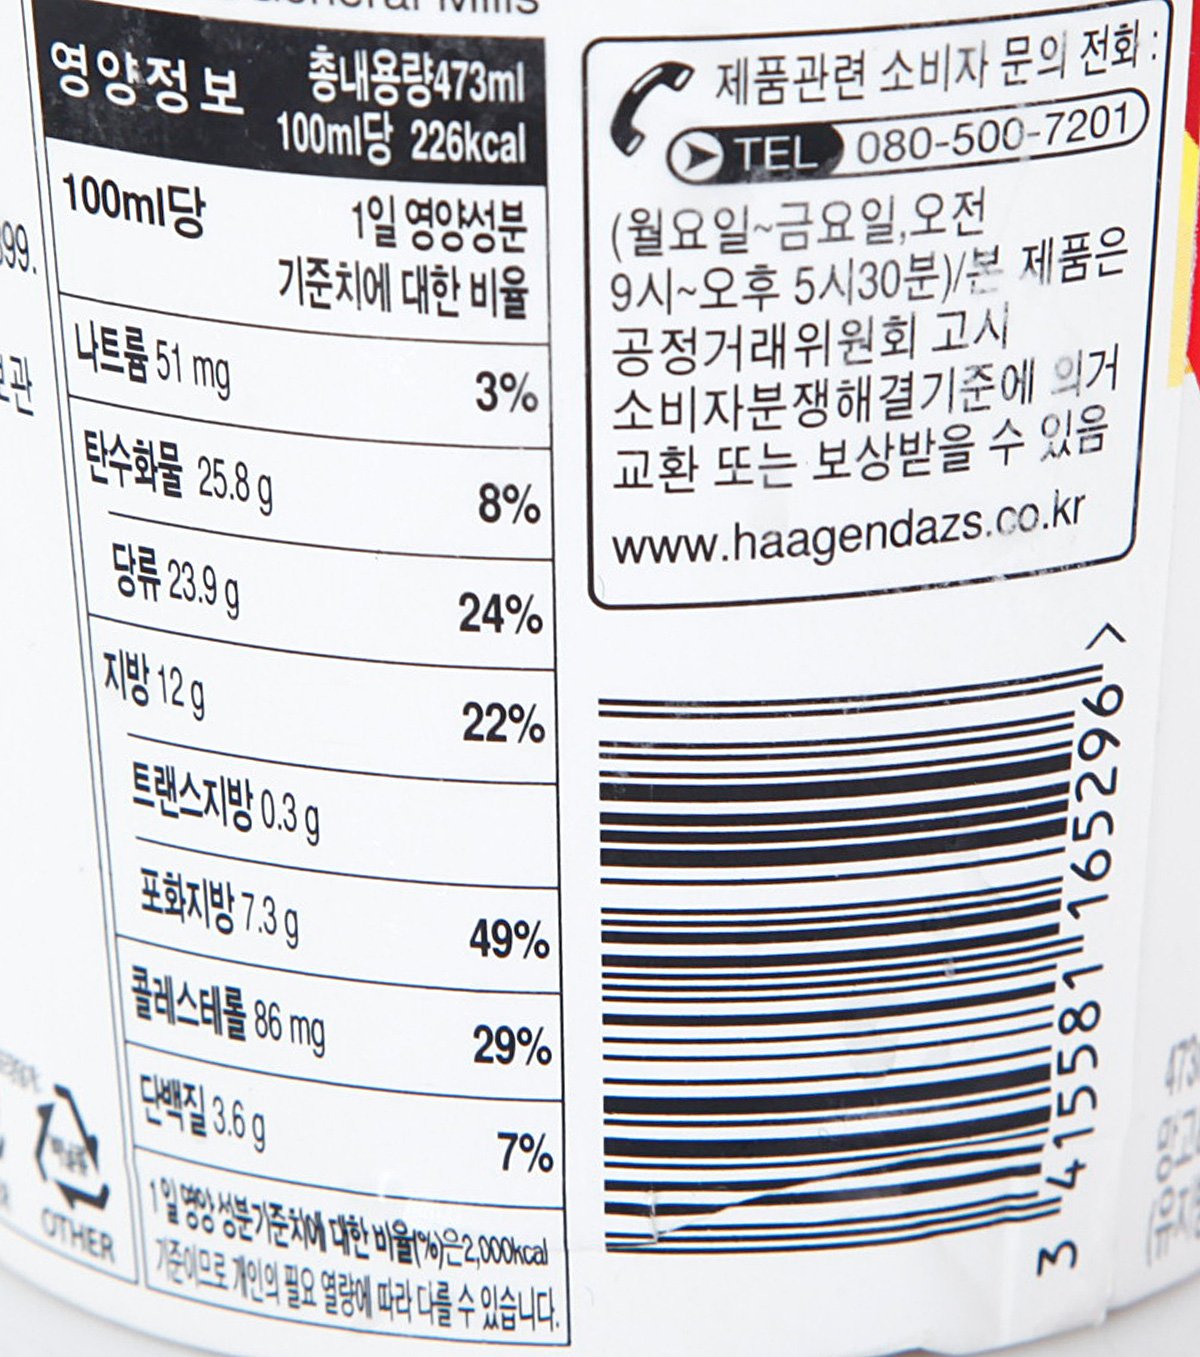 General Mills
영양정보
총내용량473ml
100ml당 226kcal
100ml당
1일 영양성분
기준치에 대한 비율
나트륨 51 mg 3%
탄수화물 25.8 g 8%
당류 23.9 g 24%
지방 12 g 22%
트랜스지방 0.3 g
포화지방 7.3 g 49%
콜레스테롤 86 mg 29%
단백질 3.6 g 7%
1일 영양성분기준치에 대한 비율(%)은2,000kcal
기준이므로 개인의 필요 열량에 따라 다를 수 있습니다.
제품관련 소비자 문의 전화 :
TEL 080-500-7201
(월요일~금요일,오전
9시~오후 5시30분)/본 제품은
공정거래위원회 고시
소비자분쟁해결기준에 의거
교환 또는 보상받을 수 있음
www.haagendazs.co.kr
3 415581 165296 >
99.
관
OTHER
473